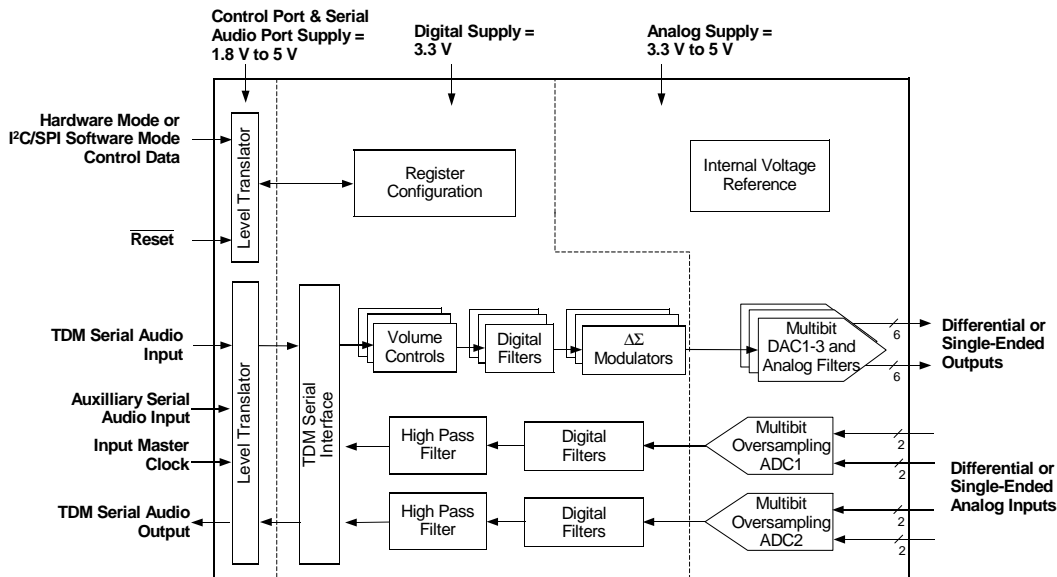 Control Port & Serial
Audio Port Supply =
1.8 V to 5 V
Digital Supply =
3.3 V
Analog Supply =
3.3 V to 5 V
Hardware Mode or
I²C/SPI Software Mode
Control Data
Reset
Level Translator
Register
Configuration
Internal Voltage
Reference
TDM Serial Audio
Input
Auxilliary Serial
Audio Input
Input Master
Clock
TDM Serial Audio
Output
Level Translator
TDM Serial
Interface
Volume
Controls
Digital
Filters
ΔΣ
Modulators
Multibit
DAC1-3 and
Analog Filters
6
6
Differential or
Single-Ended
Outputs
High Pass
Filter
Digital
Filters
Multibit
Oversampling
ADC1
2
2
High Pass
Filter
Digital
Filters
Multibit
Oversampling
ADC2
2
2
Differential or
Single-Ended
Analog Inputs